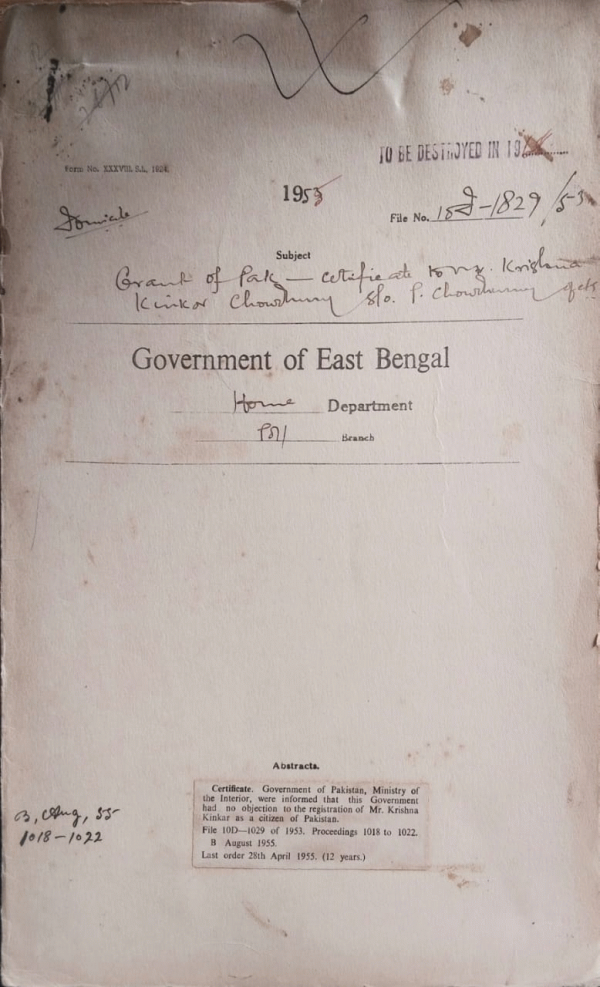 TO BE DESTROYED IN 19
Form No. XXXVIII
1953
Domicile
File No. 10D-1829/53
Subject
Grant of Pak— certificate to Mr. Krishna
Kinkar Chowdhury S/o. P. Chowdhury
Government of East Bengal
Home Department
Branch
Abstracts.
Certificate. Government of Pakistan, Ministry of
the Interior, were informed that this Government
had no objection to the registration of Mr. Krishna
Kinkar as a citizen of Pakistan.
File 10D—1029 of 1953. Proceedings 1018 to 1022.
B August 1955.
Last order 28th April 1955. (12 years.)
B, Aug, 55
1018-1022